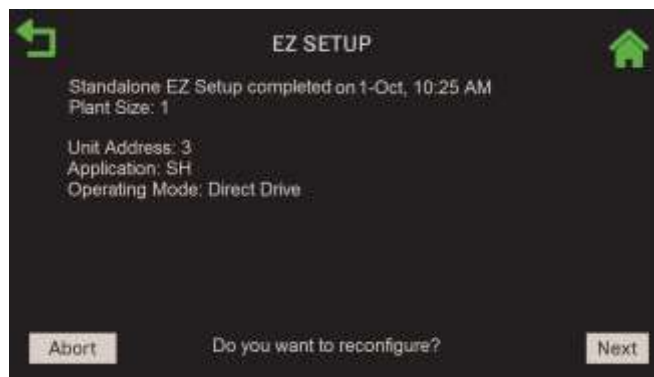 EZ SETUP
Standalone EZ Setup completed on 1-Oct, 10:25 AM
Plant Size: 1
Unit Address: 3
Application: SH
Operating Mode: Direct Drive
Abort
Do you want to reconfigure?
Next